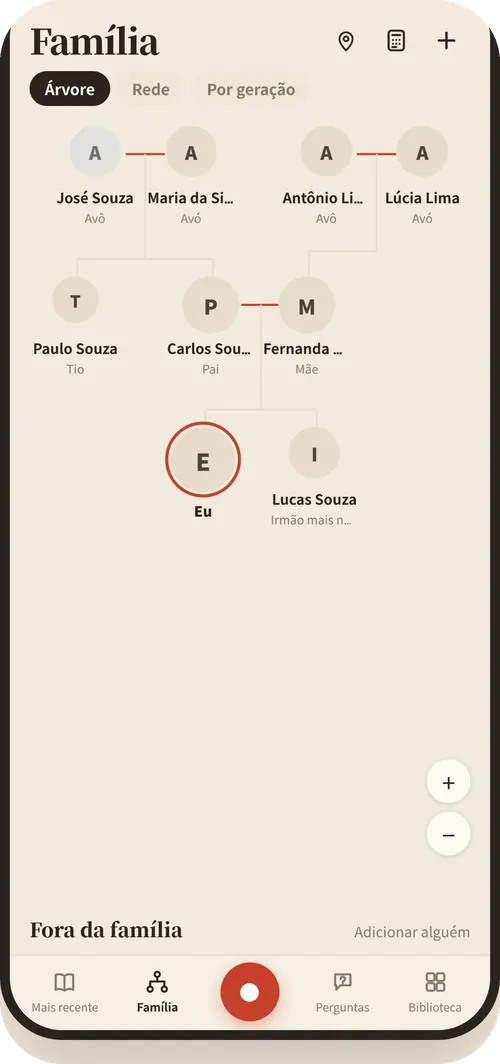 Família
Árvore Rede Por geração
A A A A
José Souza Maria da Si... Antônio Li... Lúcia Lima
Avô Avó Avô Avó
T P M
Paulo Souza Carlos Sou... Fernanda ...
Tio Pai Mãe
E I
Eu Lucas Souza
Irmão mais n...
+
−
Fora da família Adicionar alguém
Mais recente Família Perguntas Biblioteca